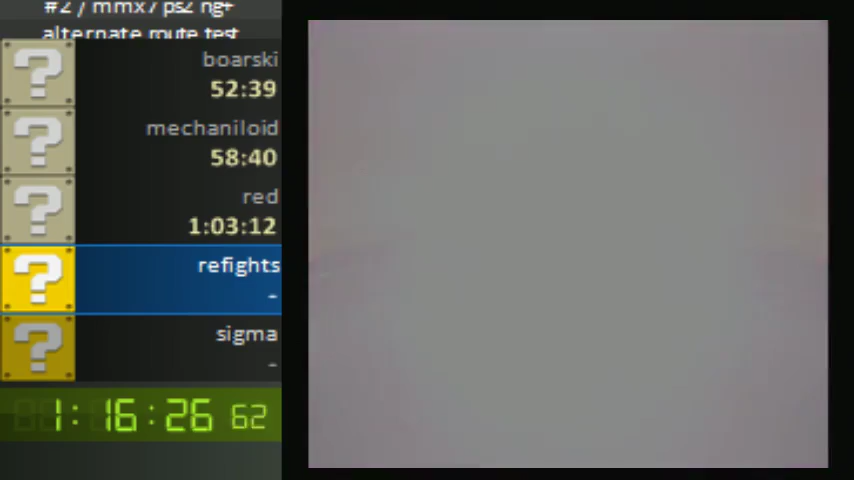 #2 / mmx7 ps2 ng+
alternate route test
boarski
52:39
mechaniloid
58:40
red
1:03:12
refights
-
sigma
-
1:16:26 62